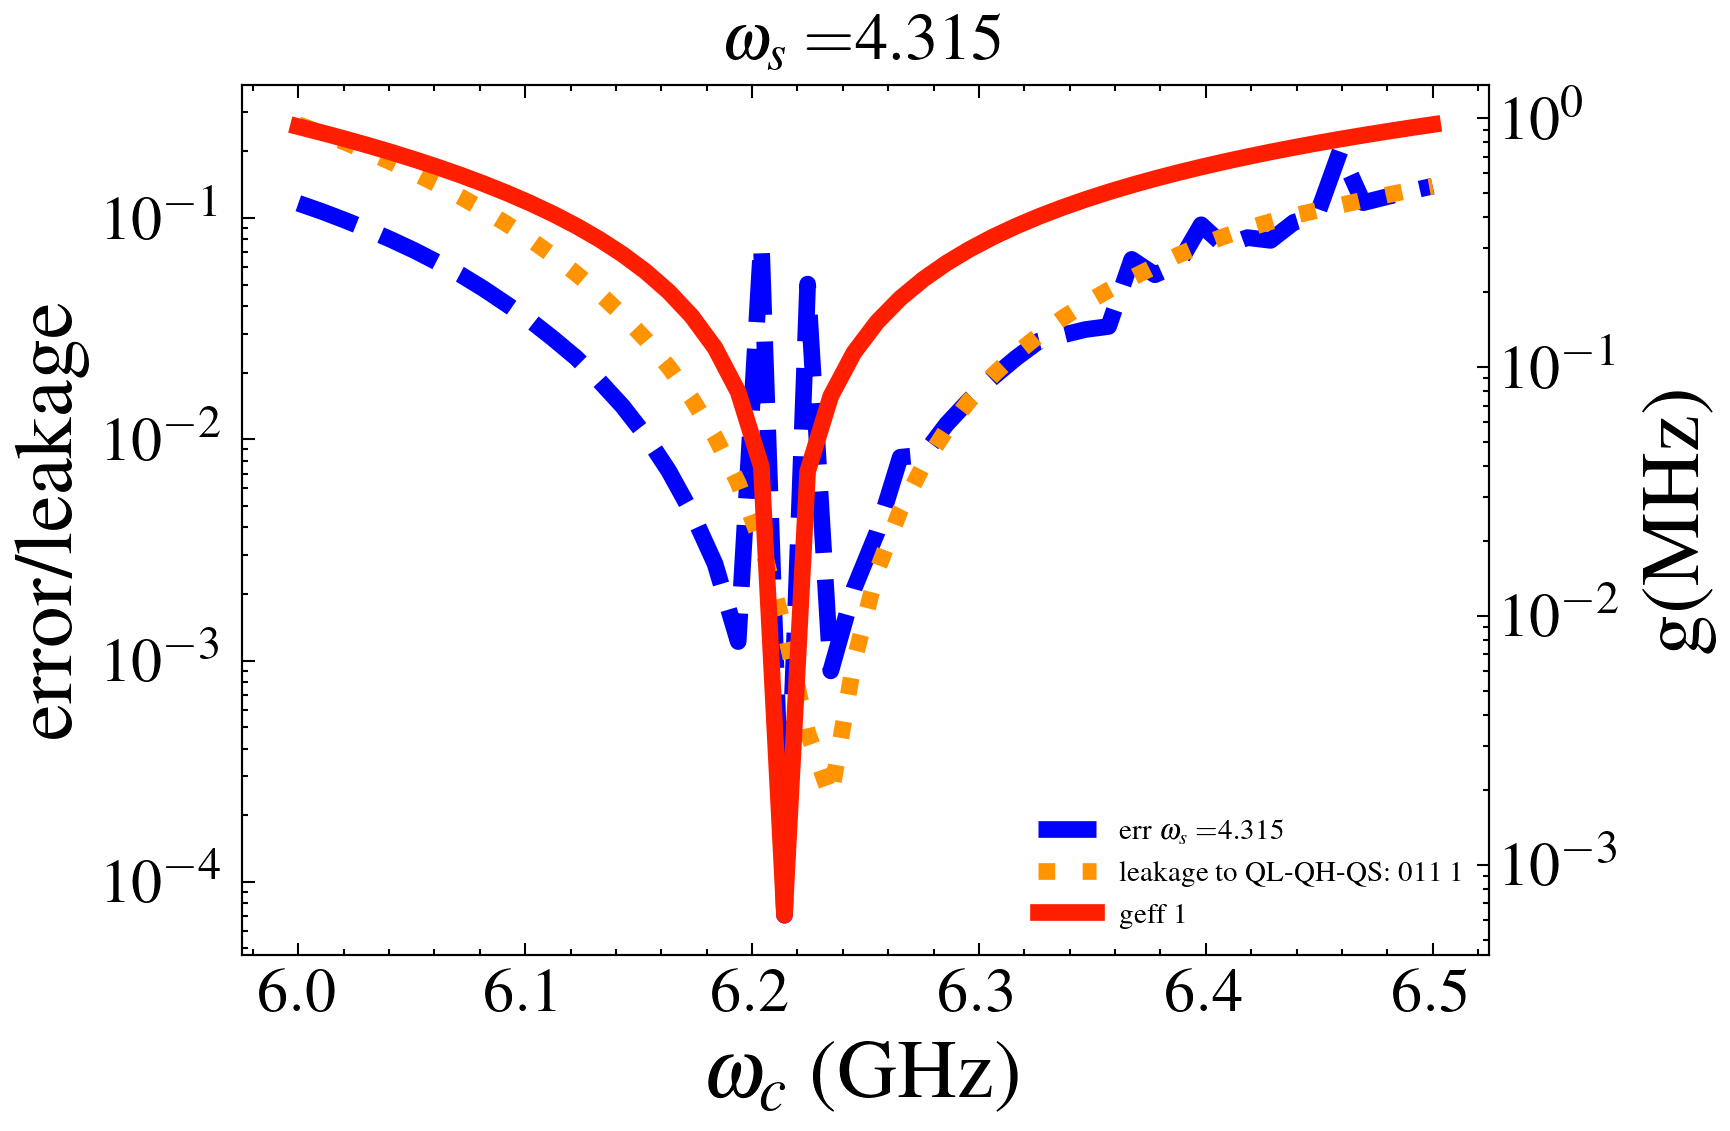 ωₛ =4.315
error/leakage
10⁻¹
10⁻²
10⁻³
10⁻⁴
10⁰
10⁻¹
10⁻²
10⁻³
g(MHz)
err ωₛ =4.315
leakage to QL-QH-QS: 011 1
geff 1
6.0 6.1 6.2 6.3 6.4 6.5
ω_c (GHz)